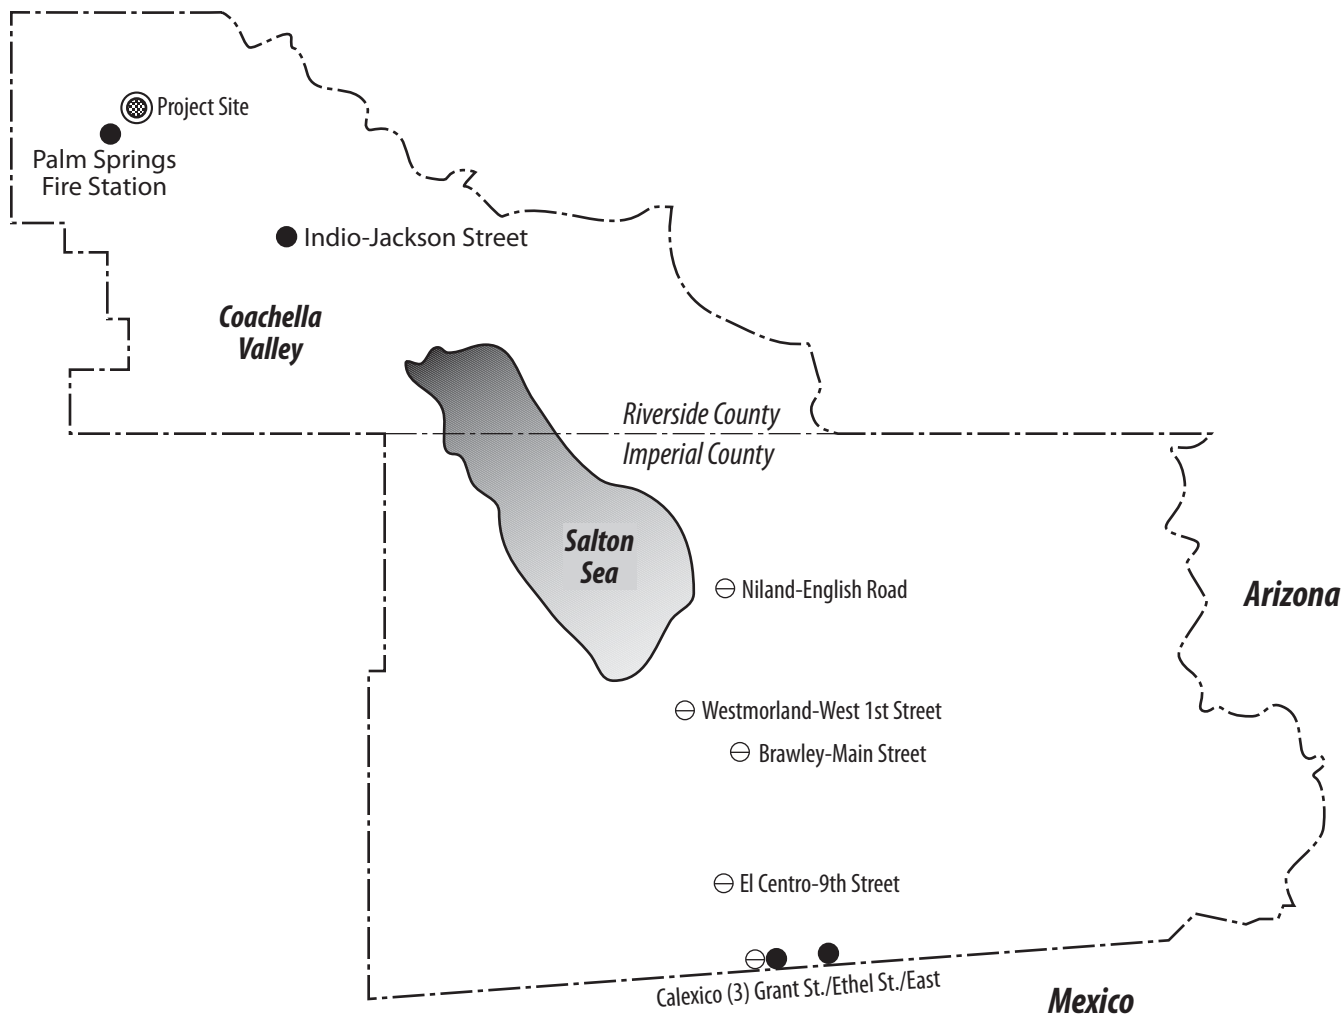 Project Site
Palm Springs
Fire Station
Indio-Jackson Street
Coachella
Valley
Riverside County
Imperial County
Salton
Sea
Niland-English Road
Arizona
Westmorland-West 1st Street
Brawley-Main Street
El Centro-9th Street
Calexico (3) Grant St./Ethel St./East
Mexico